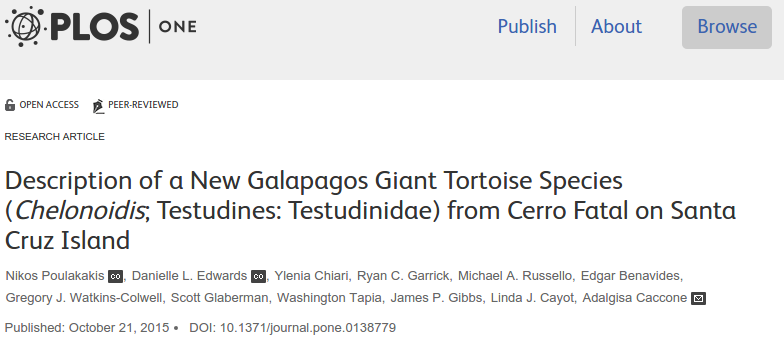 PLOS ONE Publish About Browse
OPEN ACCESS PEER-REVIEWED
RESEARCH ARTICLE
Description of a New Galapagos Giant Tortoise Species
(Chelonoidis; Testudines: Testudinidae) from Cerro Fatal on Santa
Cruz Island
Nikos Poulakakis co, Danielle L. Edwards co, Ylenia Chiari, Ryan C. Garrick, Michael A. Russello, Edgar Benavides,
Gregory J. Watkins-Colwell, Scott Glaberman, Washington Tapia, James P. Gibbs, Linda J. Cayot, Adalgisa Caccone
Published: October 21, 2015 • DOI: 10.1371/journal.pone.0138779